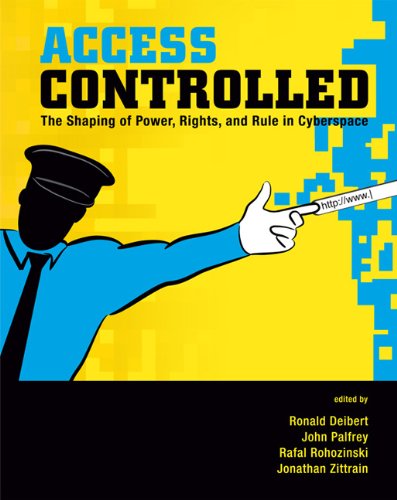 ACCESS
CONTROLLED
The Shaping of Power, Rights, and Rule in Cyberspace
http://www.|
edited by
Ronald Deibert
John Palfrey
Rafal Rohozinski
Jonathan Zittrain